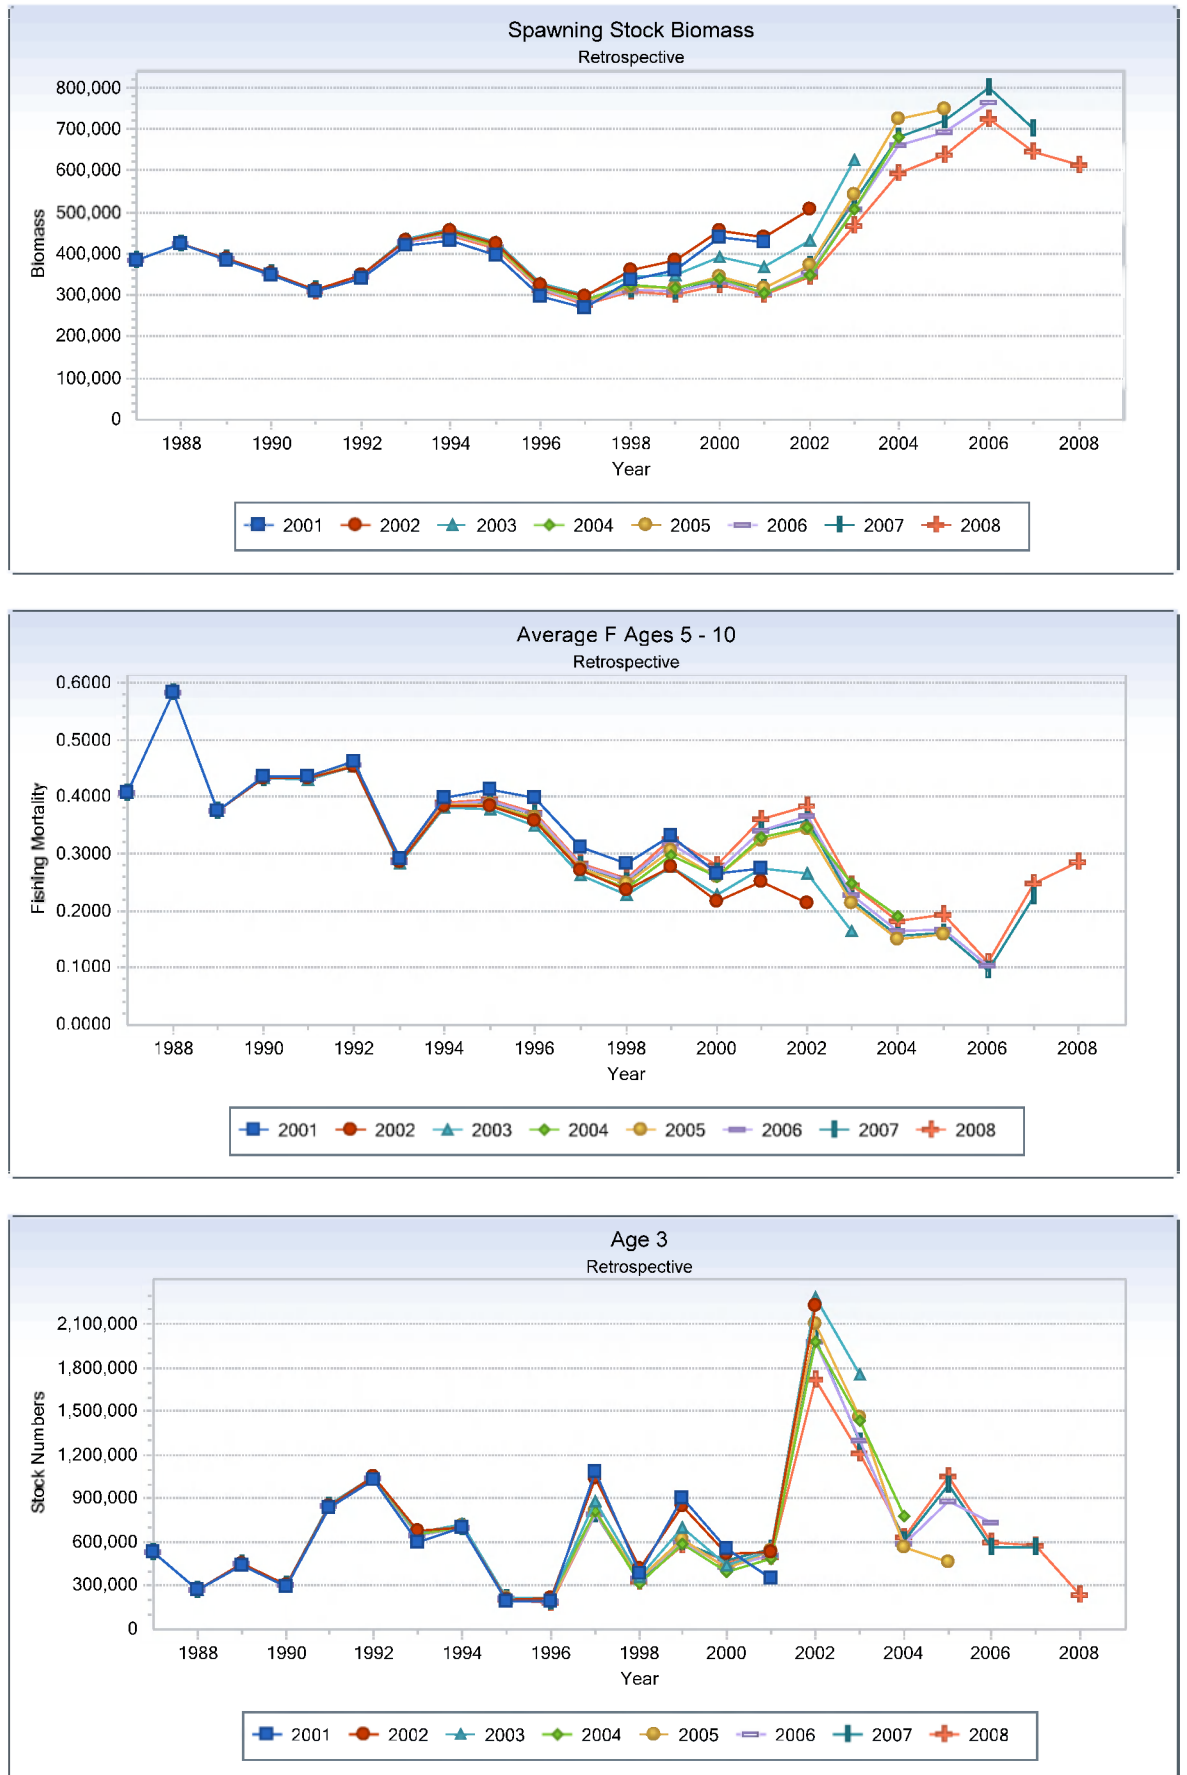 Spawning Stock Biomass
Retrospective
800,000
700,000
600,000
500,000
400,000
300,000
200,000
100,000
0
Biomass
1988 1990 1992 1994 1996 1998 2000 2002 2004 2006 2008
Year
2001 2002 2003 2004 2005 2006 2007 2008
Average F Ages 5 - 10
Retrospective
0.6000
0.5000
0.4000
0.3000
0.2000
0.1000
0.0000
Fishing Mortality
1988 1990 1992 1994 1996 1998 2000 2002 2004 2006 2008
Year
2001 2002 2003 2004 2005 2006 2007 2008
Age 3
Retrospective
2,100,000
1,800,000
1,500,000
1,200,000
900,000
600,000
300,000
0
Stock Numbers
1988 1990 1992 1994 1996 1998 2000 2002 2004 2006 2008
Year
2001 2002 2003 2004 2005 2006 2007 2008